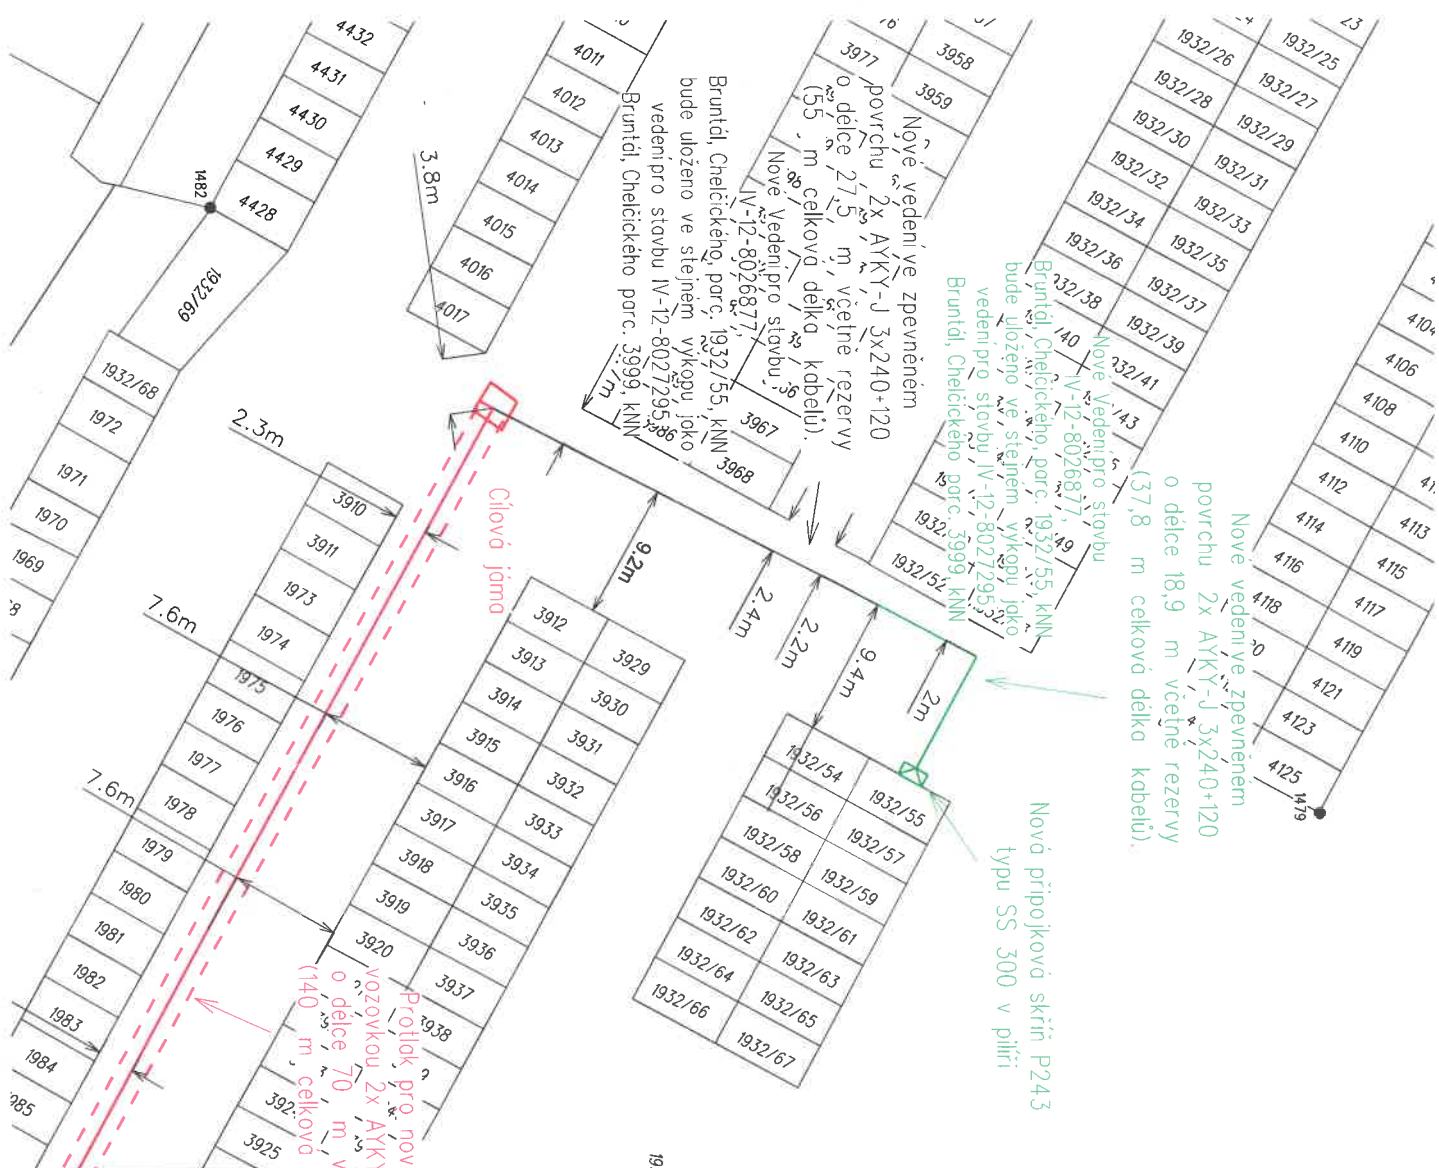 Nové vedení ve zpevněném
povrchu 2x AYKY-J 3x240+120
o délce 27,5 m včetně rezervy
(55 m celková délka kabelů).
Nové Vedení pro stavbu
IV-12-8026877,
Bruntál, Chelčického, parc. 1932/55, kNN
bude uloženo ve stejném výkopu jako
vedení pro stavbu IV-12-8027295
Bruntál, Chelčického parc. 3999, kNN
Nové vedení ve zpevněném
povrchu 2x AYKY-J 3x240+120
o délce 18,9 m včetně rezervy
(37,8 m celková délka kabelů).
Nové Vedení pro stavbu
IV-12-8026877,
Bruntál, Chelčického, parc. 1932/55, kNN
bude uloženo ve stejném výkopu jako
vedení pro stavbu IV-12-8027295
Bruntál, Chelčického parc. 3999, kNN
Nová přípojková skříň P243
typu SS 300 v pilíři
Cílová jáma
Protlak pro nov
vozovkou 2x AYKY
o délce 70 m v
(140 m celková
3.8m
2.3m
7.6m
7.6m
9.2m
2.4m
2.2m
9.4m
2m
1482
1479
4432
4431
4430
4429
4428
1932/69
1932/68
1972
1971
1970
1969
4011
4012
4013
4014
4015
4016
4017
3977
3958
3959
3967
3968
3986
1932/25
1932/26
1932/27
1932/28
1932/29
1932/30
1932/31
1932/32
1932/33
1932/34
1932/35
1932/36
1932/37
1932/38
1932/39
1932/41
4104
4106
4108
4110
4112
4113
4114
4115
4116
4117
4118
4119
4121
4123
4125
3910
3911
1973
1974
1975
1976
1977
1978
1979
1980
1981
1982
1983
1984
1985
3912
3913
3914
3915
3916
3917
3918
3919
3920
3925
3929
3930
3931
3932
3933
3934
3935
3936
3937
3938
1932/54
1932/55
1932/56
1932/57
1932/58
1932/59
1932/60
1932/61
1932/62
1932/63
1932/64
1932/65
1932/66
1932/67